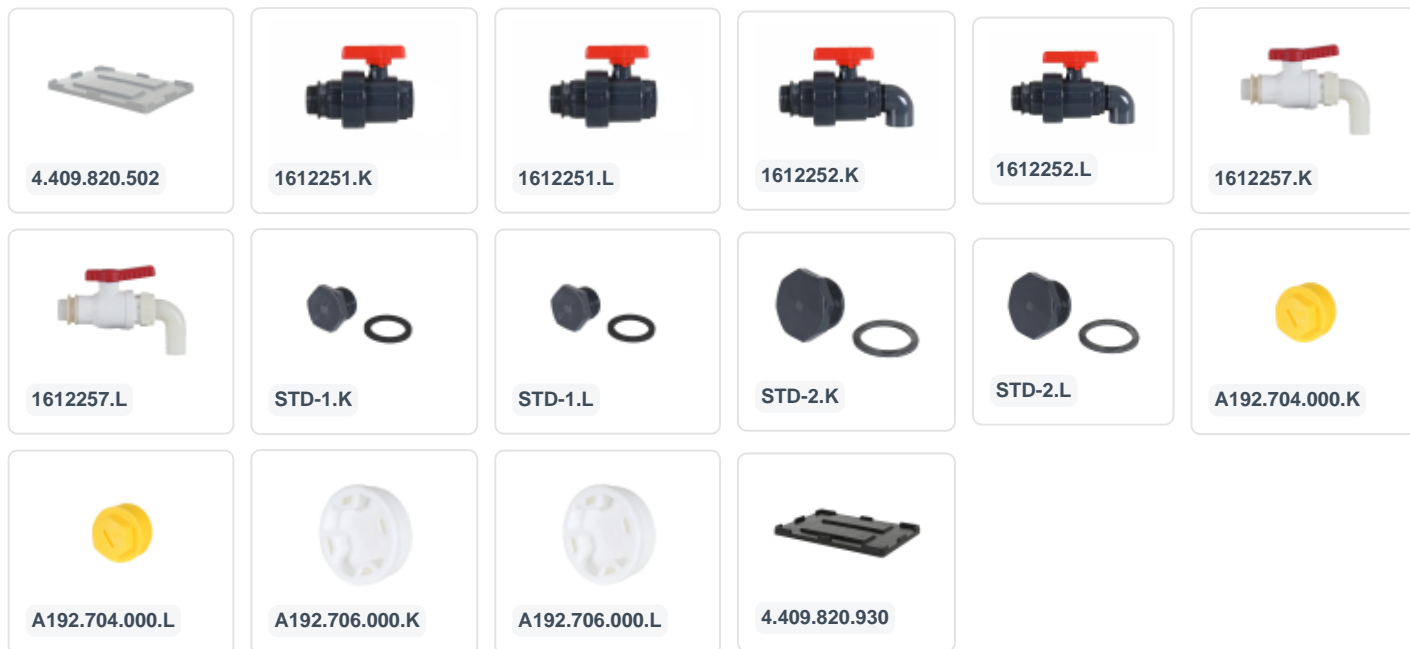 4.409.820.502
1612251.K
1612251.L
1612252.K
1612252.L
1612257.K
1612257.L
STD-1.K
STD-1.L
STD-2.K
STD-2.L
A192.704.000.K
A192.704.000.L
A192.706.000.K
A192.706.000.L
4.409.820.930